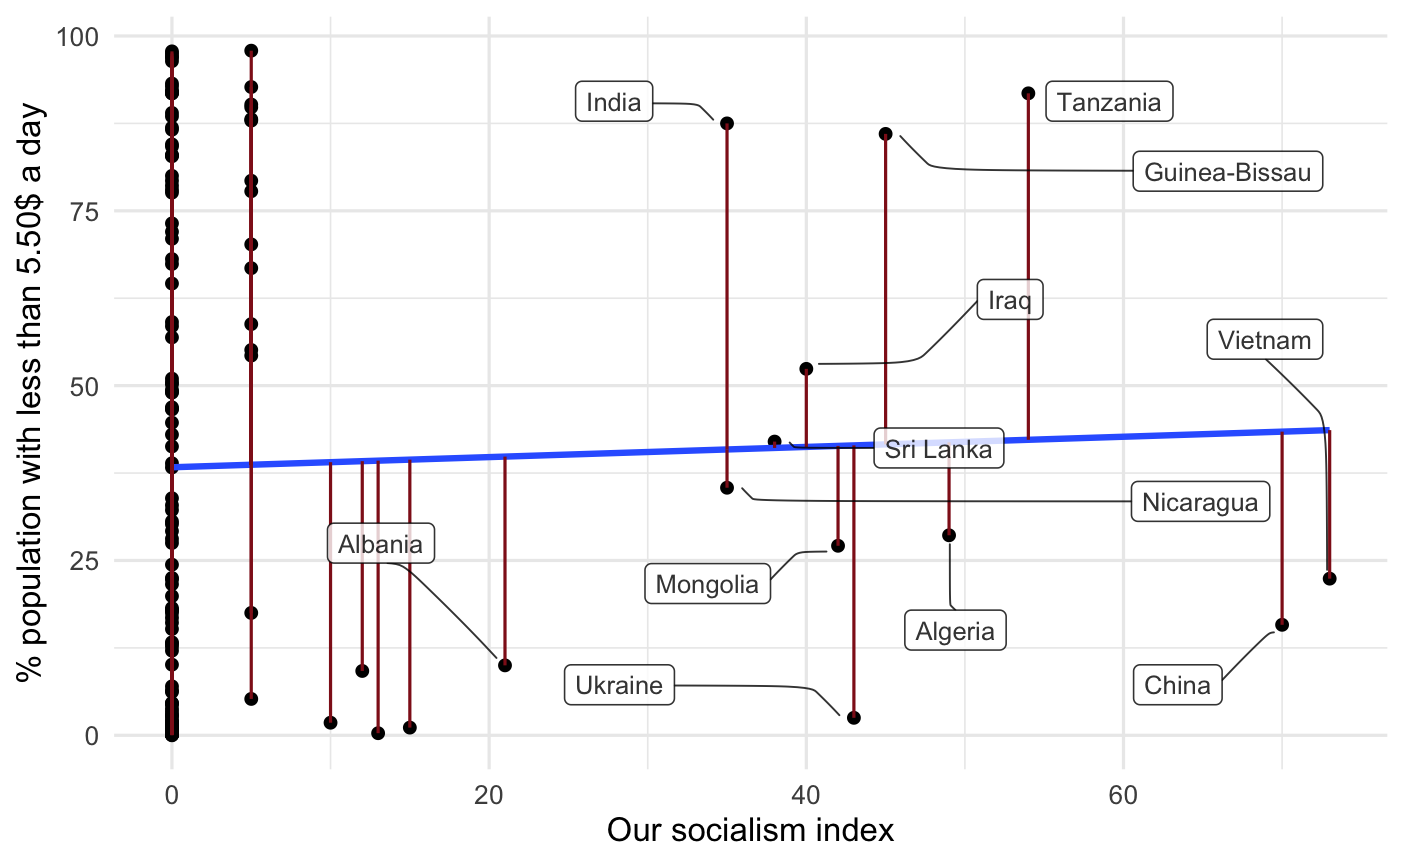 % population with less than 5.50$ a day
100
75
50
25
0
India
Tanzania
Guinea-Bissau
Iraq
Vietnam
Sri Lanka
Nicaragua
Albania
Mongolia
Algeria
Ukraine
China
0
20
40
60
Our socialism index